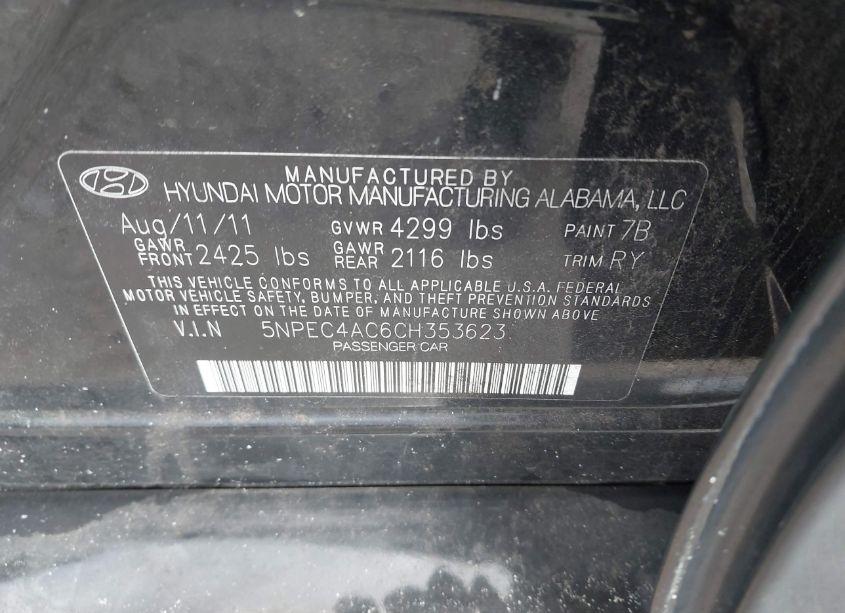 MANUFACTURED BY
HYUNDAI MOTOR MANUFACTURING ALABAMA, LLC
Aug/11/11 GVWR 4299 lbs PAINT 7B
GAWR FRONT 2425 lbs GAWR REAR 2116 lbs TRIM RY
THIS VEHICLE CONFORMS TO ALL APPLICABLE U.S.A. FEDERAL
MOTOR VEHICLE SAFETY, BUMPER, AND THEFT PREVENTION STANDARDS
IN EFFECT ON THE DATE OF MANUFACTURE SHOWN ABOVE
V.I.N 5NPEC4AC6CH353623
PASSENGER CAR